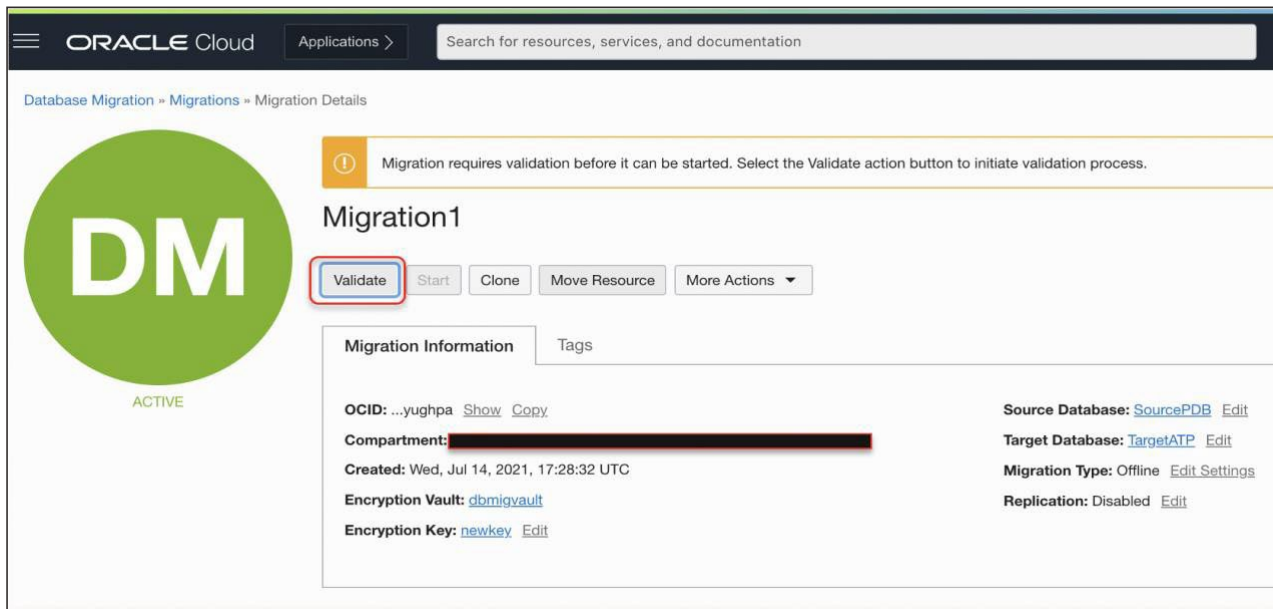 ORACLE Cloud Applications > Search for resources, services, and documentation
Database Migration » Migrations » Migration Details
Migration requires validation before it can be started. Select the Validate action button to initiate validation process.
DM
ACTIVE
Migration1
Validate Start Clone Move Resource More Actions
Migration Information Tags
OCID: ...yughpa Show Copy
Compartment:
Created: Wed, Jul 14, 2021, 17:28:32 UTC
Encryption Vault: dbmigvault
Encryption Key: newkey Edit
Source Database: SourcePDB Edit
Target Database: TargetATP Edit
Migration Type: Offline Edit Settings
Replication: Disabled Edit